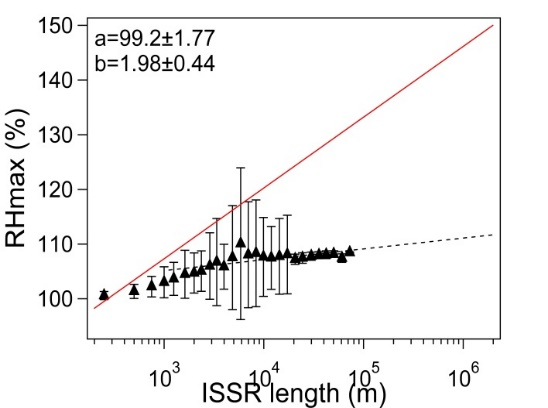 a=99.2±1.77
b=1.98±0.44
RHmax (%)
150
140
130
120
110
100
10³ 10⁴ 10⁵ 10⁶
ISSR length (m)